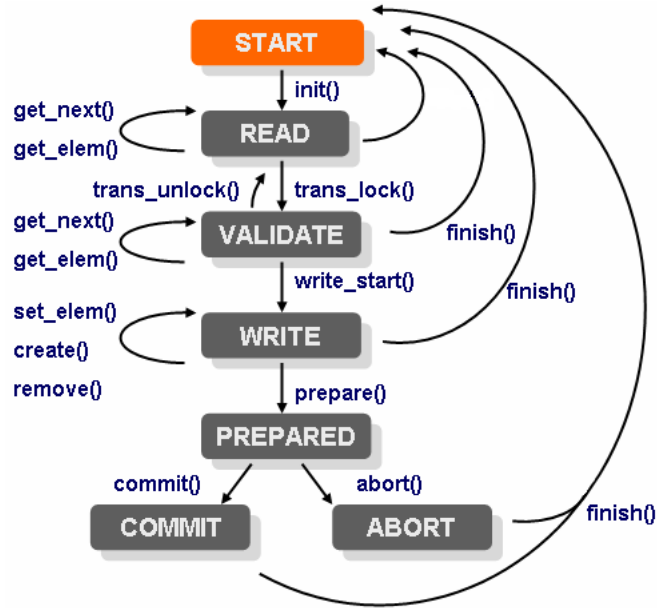 START
init()
get_next()
READ
get_elem()
trans_unlock()
trans_lock()
get_next()
VALIDATE
finish()
get_elem()
write_start()
finish()
set_elem()
WRITE
create()
remove()
prepare()
PREPARED
commit()
abort()
COMMIT
ABORT
finish()